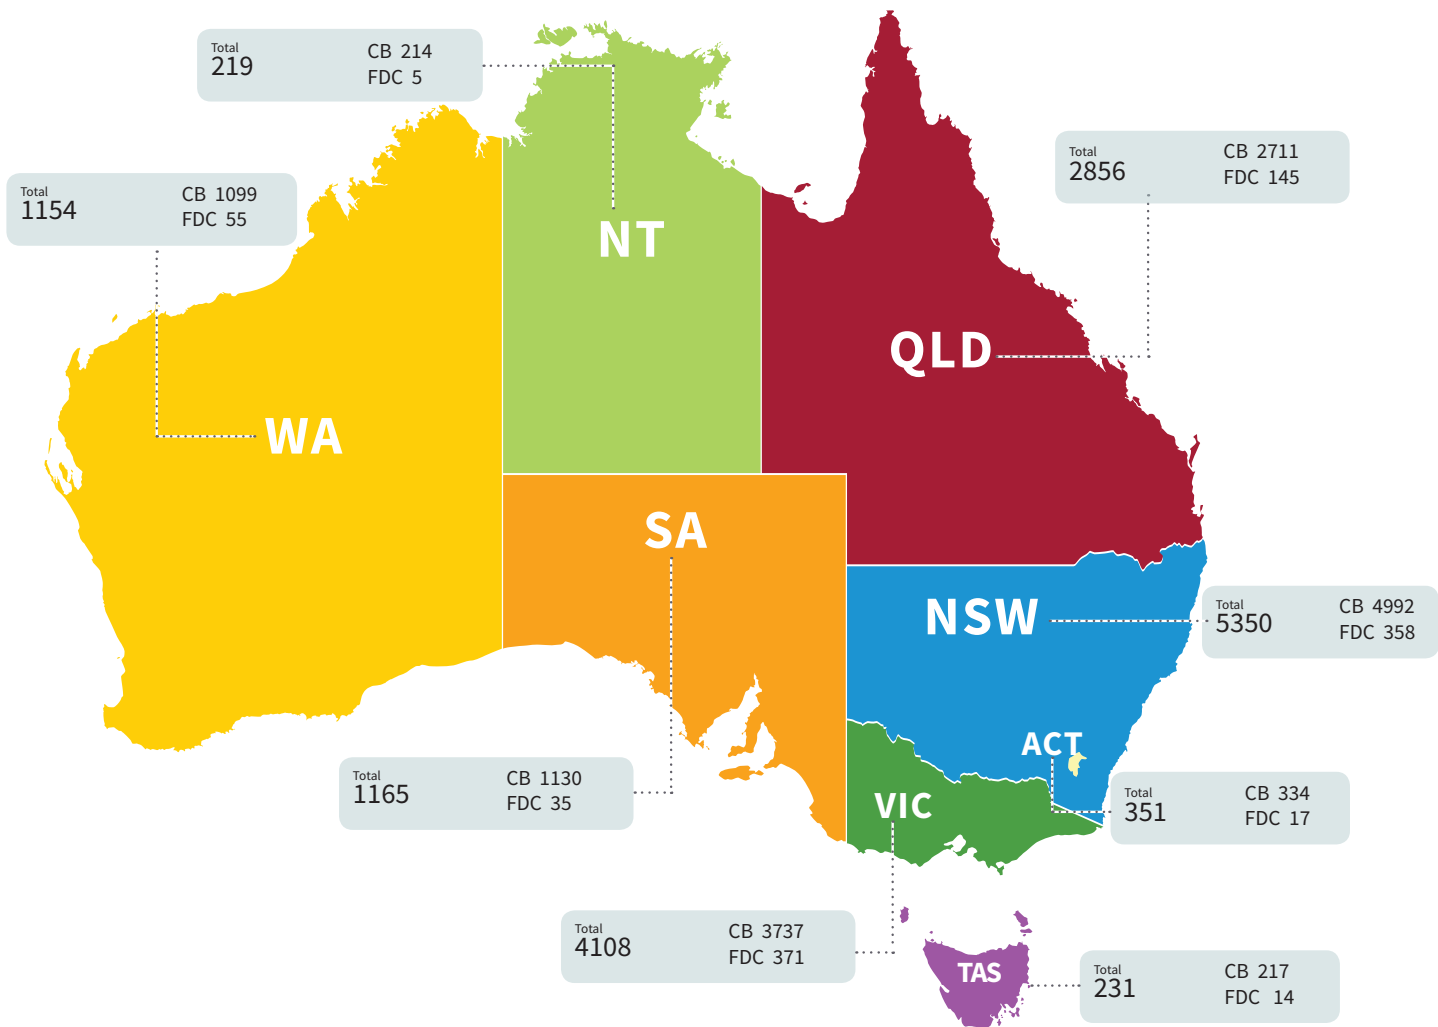 Total
219
CB 214
FDC 5
Total
1154
CB 1099
FDC 55
Total
2856
CB 2711
FDC 145
NT
QLD
WA
SA
NSW
Total
5350
CB 4992
FDC 358
ACT
Total
1165
CB 1130
FDC 35
VIC
Total
351
CB 334
FDC 17
Total
4108
CB 3737
FDC 371
TAS
Total
231
CB 217
FDC 14